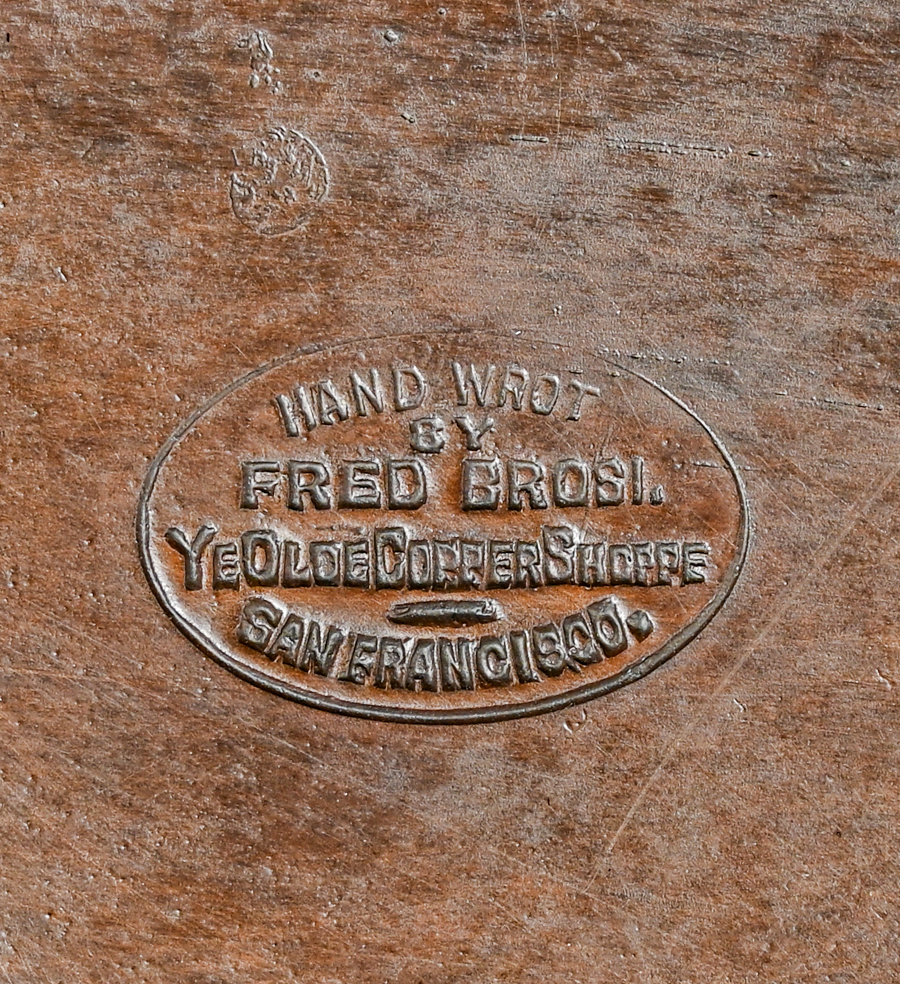 HAND WROT
BY
FRED BROSI.
YE OLDE COPPER SHOPPE
SAN FRANCISCO.